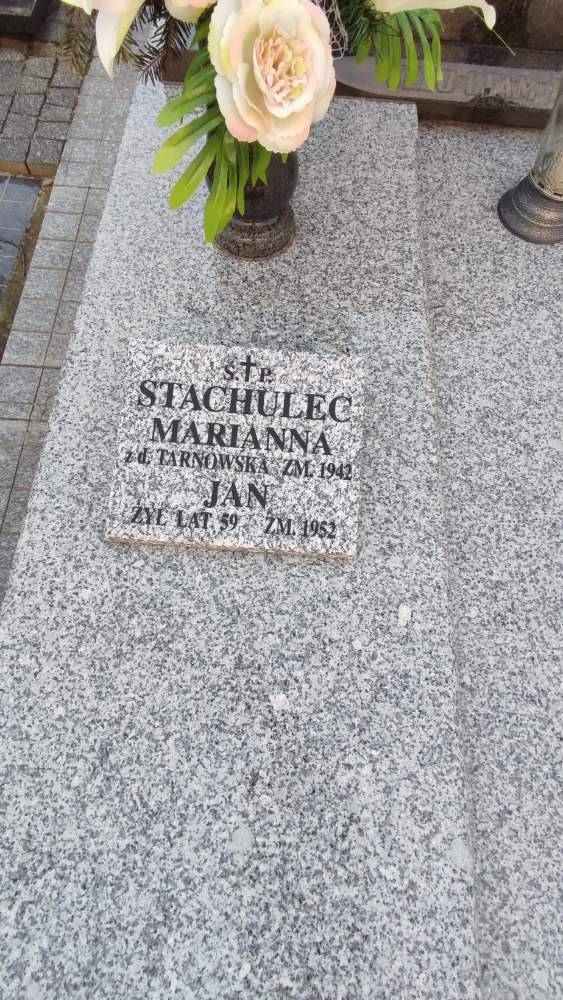 Ś.†P.
STACHULEC
MARIANNA
z d. TARNOWSKA ZM. 1942
JAN
ŻYŁ LAT. 59 ZM. 1952